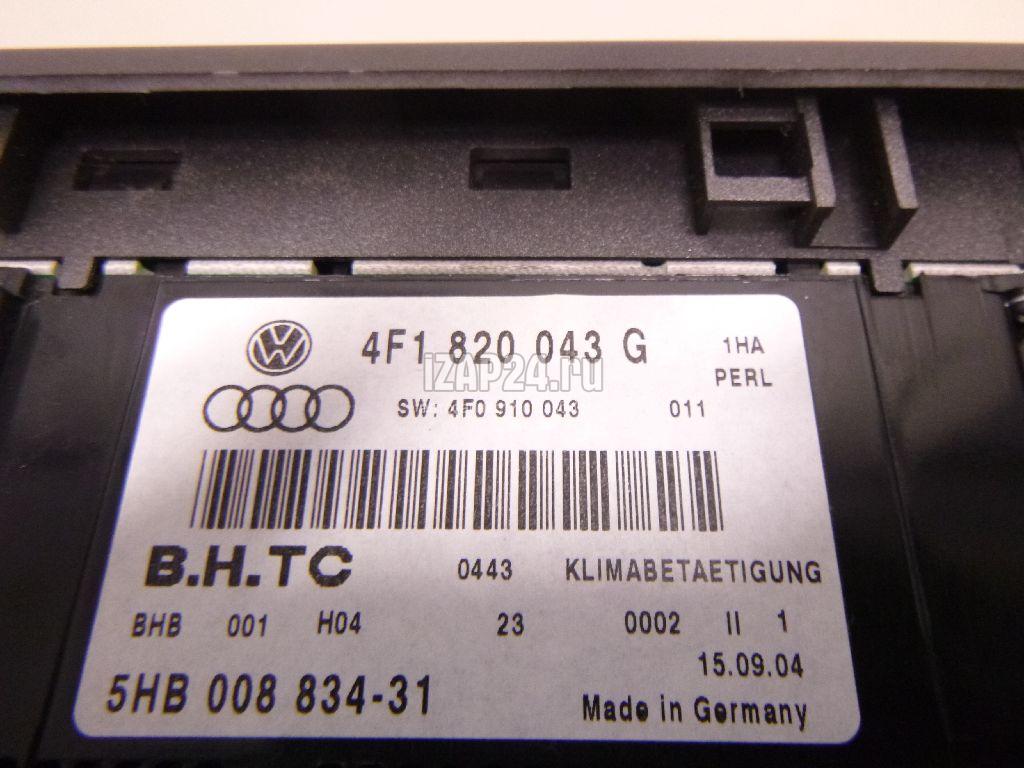 4F1 820 043 G 1HA
PERL
iZAP24.ru
SW: 4F0 910 043 011
B.H.TC 0443 KLIMABETAETIGUNG
BHB 001 H04 23 0002 II 1
15.09.04
5HB 008 834-31 Made in Germany